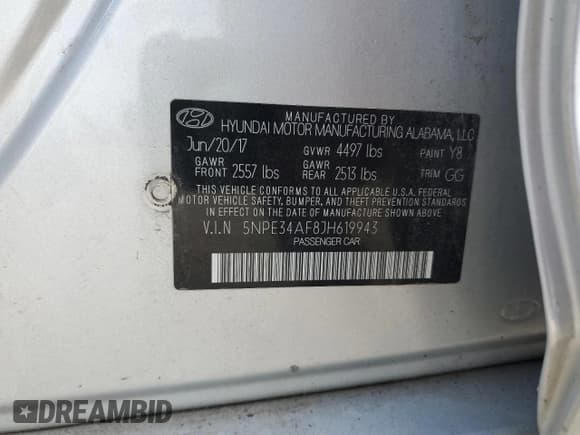 MANUFACTURED BY
HYUNDAI MOTOR MANUFACTURING ALABAMA, LLC
Jun/20/17 GVWR 4497 lbs PAINT Y8
GAWR FRONT 2557 lbs GAWR REAR 2513 lbs TRIM GG
THIS VEHICLE CONFORMS TO ALL APPLICABLE U.S.A. FEDERAL
MOTOR VEHICLE SAFETY, BUMPER, AND THEFT PREVENTION STANDARDS
IN EFFECT ON THE DATE OF MANUFACTURE SHOWN ABOVE.
V.I.N 5NPE34AF8JH619943
PASSENGER CAR
DREAMBID